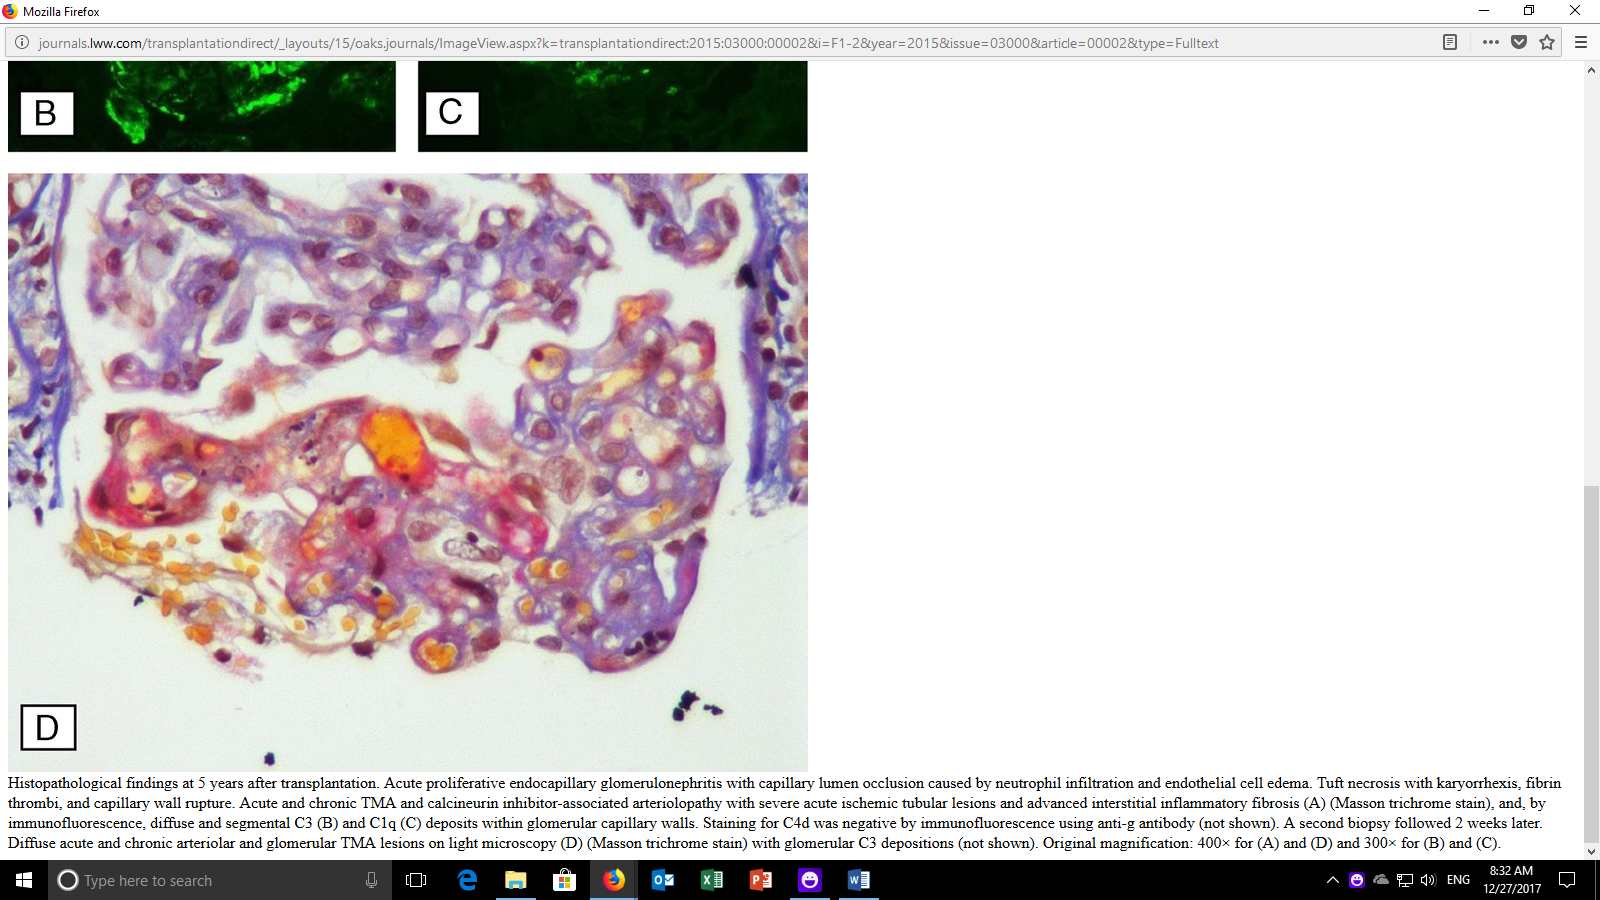 Mozilla Firefox
journals.lww.com/transplantationdirect/_layouts/15/oaks.journals/ImageView.aspx?k=transplantationdirect:2015:03000:00002&i=F1-2&year=2015&issue=03000&article=00002&type=Fulltext
B
C
D
Histopathological findings at 5 years after transplantation. Acute proliferative endocapillary glomerulonephritis with capillary lumen occlusion caused by neutrophil infiltration and endothelial cell edema. Tuft necrosis with karyorrhexis, fibrin
thrombi, and capillary wall rupture. Acute and chronic TMA and calcineurin inhibitor-associated arteriolopathy with severe acute ischemic tubular lesions and advanced interstitial inflammatory fibrosis (A) (Masson trichrome stain), and, by
immunofluorescence, diffuse and segmental C3 (B) and C1q (C) deposits within glomerular capillary walls. Staining for C4d was negative by immunofluorescence using anti-g antibody (not shown). A second biopsy followed 2 weeks later.
Diffuse acute and chronic arteriolar and glomerular TMA lesions on light microscopy (D) (Masson trichrome stain) with glomerular C3 depositions (not shown). Original magnification: 400× for (A) and (D) and 300× for (B) and (C).
Type here to search
ENG
8:32 AM
12/27/2017